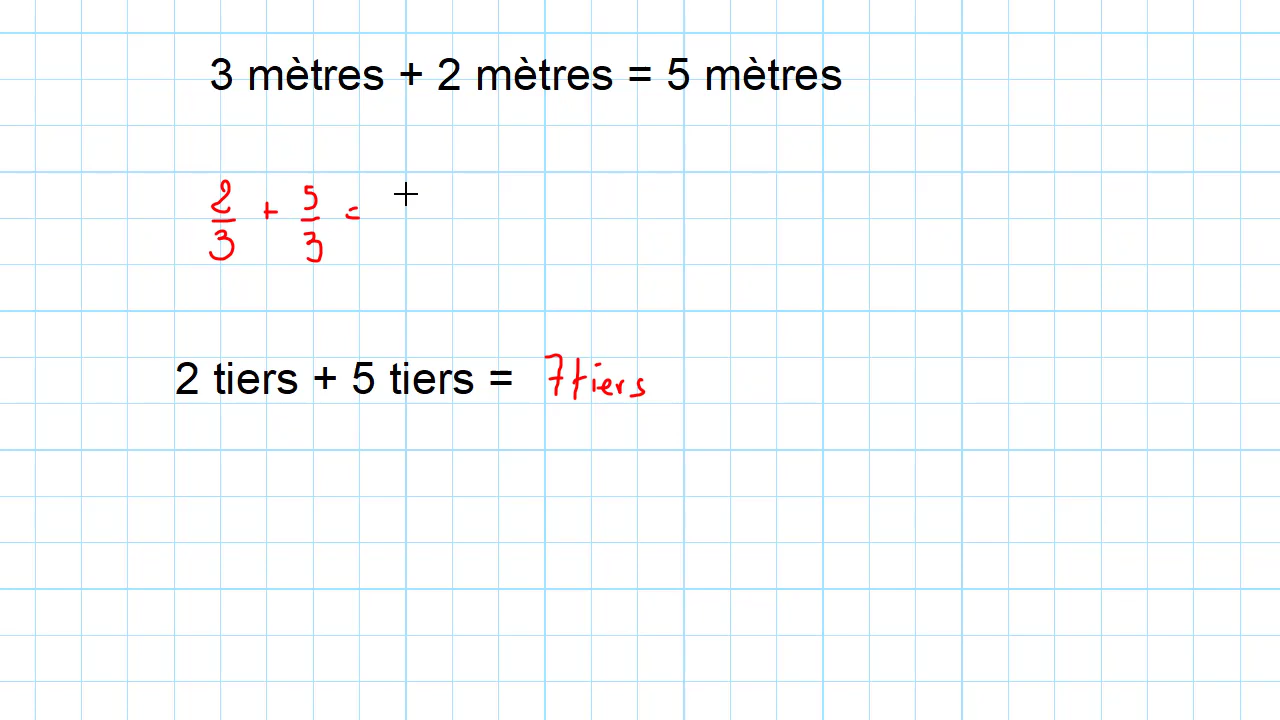 3 mètres + 2 mètres = 5 mètres
2/3 + 5/3 =
2 tiers + 5 tiers = 7 tiers